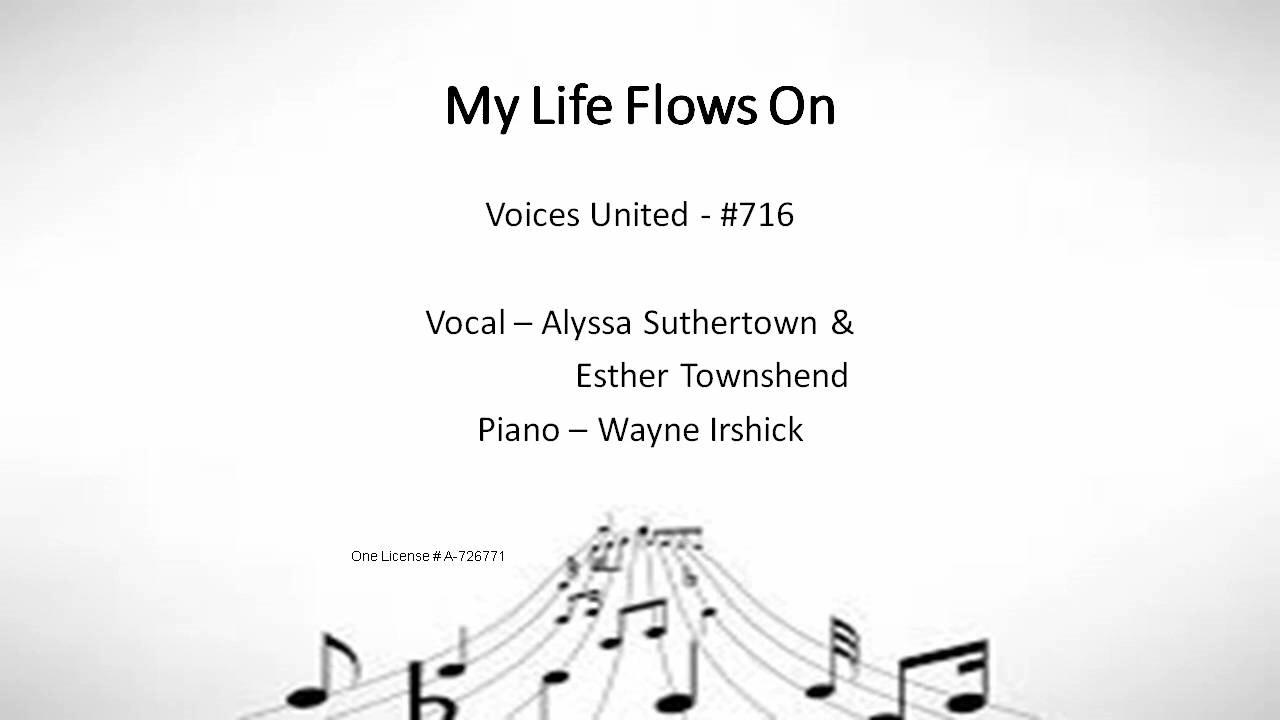 My Life Flows On
Voices United - #716
Vocal – Alyssa Suthertown &
Esther Townshend
Piano – Wayne Irshick
One License # A-726771